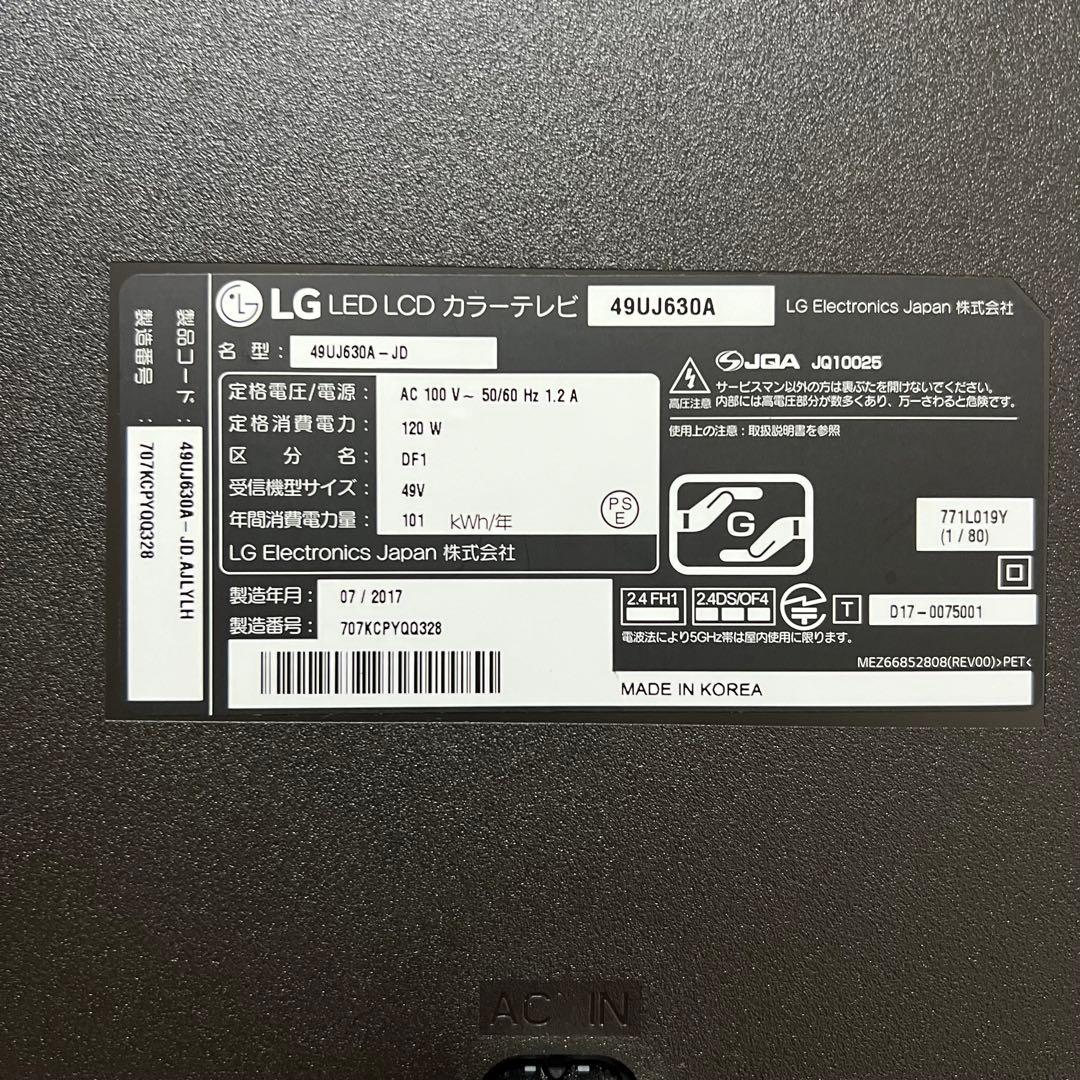 LG LED LCD カラーテレビ 49UJ630A LG Electronics Japan 株式会社
名 型： 49UJ630A-JD
定格電圧/電源： AC 100 V～ 50/60 Hz 1.2 A
定格消費電力： 120 W
区 分 名： DF1
受信機型サイズ： 49V
年間消費電力量： 101 kWh/年
PS
E
LG Electronics Japan 株式会社
製造年月： 07 / 2017
製造番号： 707KCPYQQ328
製品コード： 49UJ630A-JD.AJLYLH
製造番号： 707KCPYQQ328
JQA JQ10025
サービスマン以外の方は裏ぶたを開けないでください。
高圧注意 内部には高電圧部分が数多くあり、万一さわると危険です。
使用上の注意：取扱説明書を参照
G
771L019Y
(1 / 80)
2.4 FH1 2.4DS/OF4 T D17-0075001
電波法により5GHz帯は屋内使用に限ります。
MEZ66852808(REV00)>PET<
MADE IN KOREA
AC IN